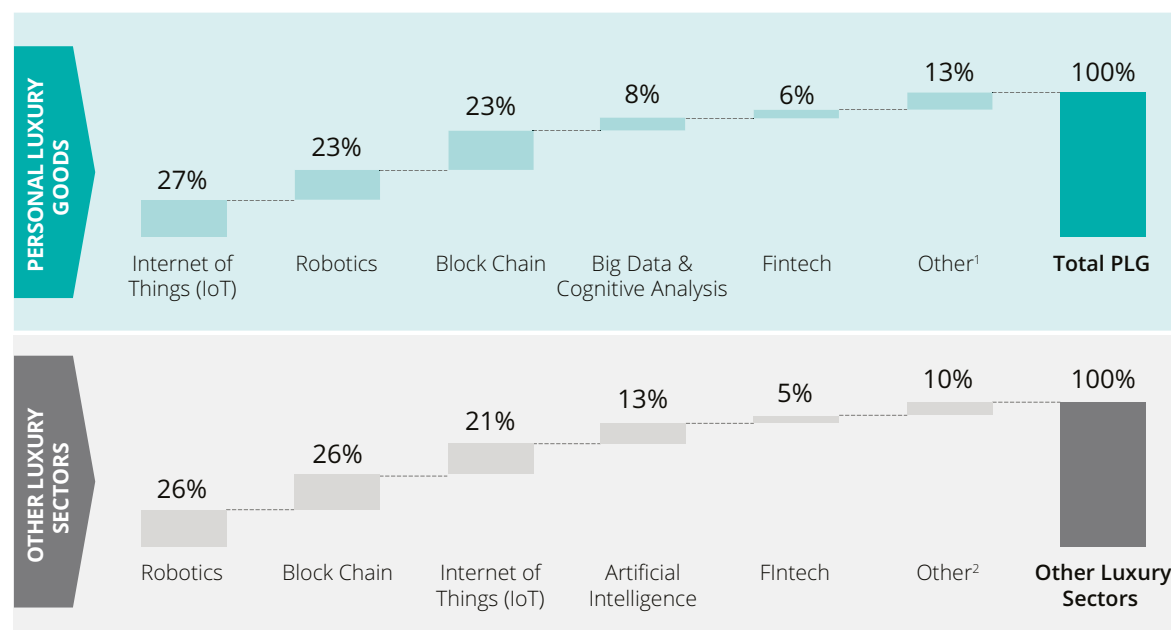 PERSONAL LUXURY
GOODS
27%
23%
23%
8%
6%
13%
100%
Internet of
Things (IoT)
Robotics
Block Chain
Big Data &
Cognitive Analysis
Fintech
Other¹
Total PLG
OTHER LUXURY
SECTORS
26%
26%
21%
13%
5%
10%
100%
Robotics
Block Chain
Internet of
Things (IoT)
Artificial
Intelligence
FIntech
Other²
Other Luxury
Sectors